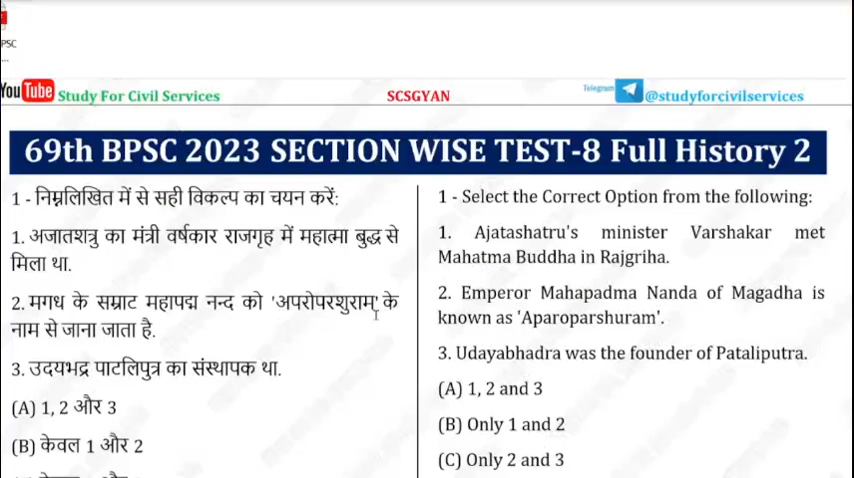 PSC
...
YouTube Study For Civil Services SCSGYAN Telegram @studyforcivilservices
69th BPSC 2023 SECTION WISE TEST-8 Full History 2
1 - निम्नलिखित में से सही विकल्प का चयन करें:
1. अजातशत्रु का मंत्री वर्षकार राजगृह में महात्मा बुद्ध से
मिला था.
2. मगध के सम्राट महापद्म नन्द को 'अपरोपरशुराम' के
नाम से जाना जाता है.
3. उदयभद्र पाटलिपुत्र का संस्थापक था.
(A) 1, 2 और 3
(B) केवल 1 और 2
1 - Select the Correct Option from the following:
1. Ajatashatru's minister Varshakar met
Mahatma Buddha in Rajgriha.
2. Emperor Mahapadma Nanda of Magadha is
known as 'Aparoparshuram'.
3. Udayabhadra was the founder of Pataliputra.
(A) 1, 2 and 3
(B) Only 1 and 2
(C) Only 2 and 3